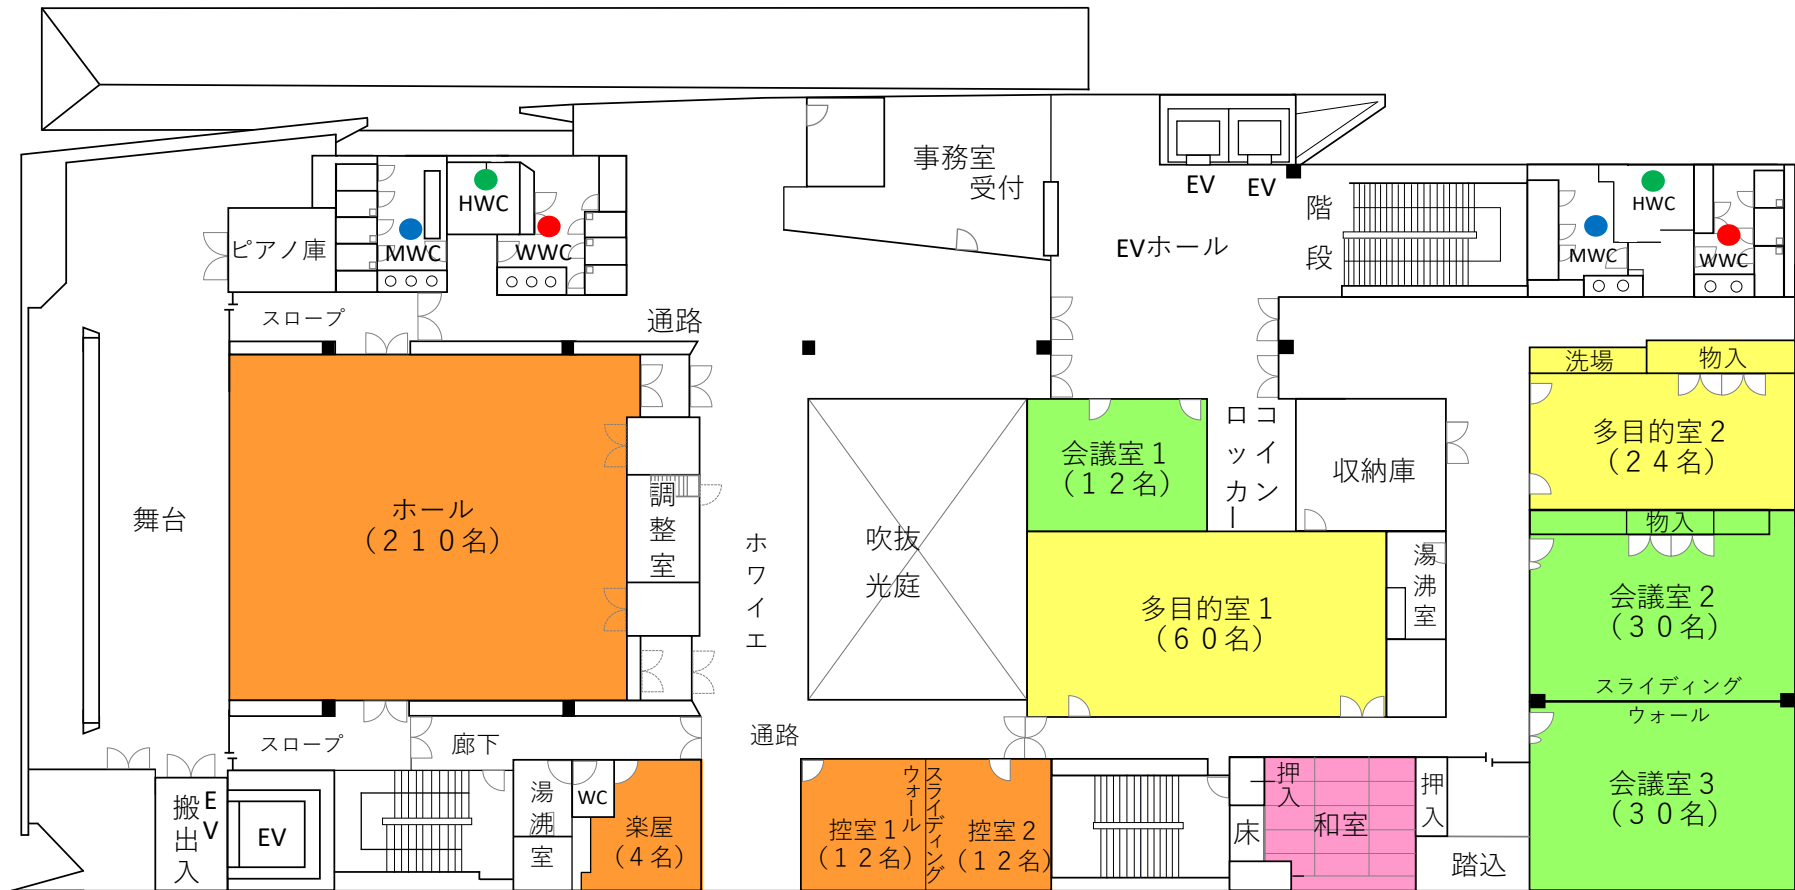 事務室
受付
EV
EV
HWC
MWC
WWC
ピアノ庫
EVホール
階段
HWC
MWC
WWC
スロープ
通路
洗場
物入
多目的室２
（２４名）
会議室１
（１２名）
コインロッカー
収納庫
舞台
ホール
（２１０名）
調整室
ホワイエ
吹抜
光庭
物入
湯沸室
会議室２
（３０名）
多目的室１
（６０名）
スライディング
ウォール
スロープ
廊下
通路
会議室３
（３０名）
搬出入
EV
EV
湯沸室
WC
楽屋
（４名）
控室１
（１２名）
スライディング
ウォール
控室２
（１２名）
押入
床
和室
押入
踏込